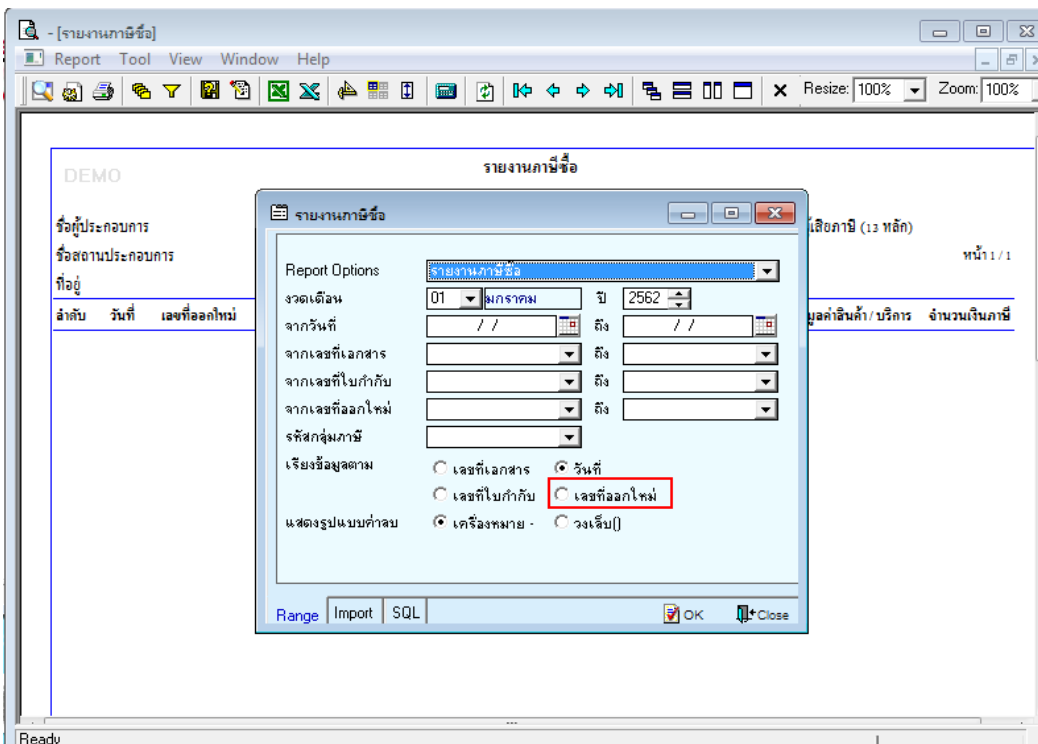 - [รายงานภาษีซื้อ]
Report Tool View Window Help
Resize: 100% Zoom: 100%
รายงานภาษีซื้อ
DEMO
ชื่อผู้ประกอบการ
เสียภาษี (13 หลัก)
ชื่อสถานประกอบการ
หน้า 1 / 1
ที่อยู่
ลำดับ วันที่ เลขที่ออกใหม่
มูลค่าสินค้า/ บริการ จำนวนเงินภาษี
รายงานภาษีซื้อ
Report Options รายงานภาษีซื้อ
งวดเดือน 01 มกราคม ปี 2562
จากวันที่ / / ถึง / /
จากเลขที่เอกสาร ถึง
จากเลขที่ใบกำกับ ถึง
จากเลขที่ออกใหม่ ถึง
รหัสกลุ่มภาษี
เรียงข้อมูลตาม เลขที่เอกสาร วันที่
เลขที่ใบกำกับ เลขที่ออกใหม่
แสดงรูปแบบค่าลบ เครื่องหมาย - วงเล็บ()
Range Import SQL OK Close
Ready